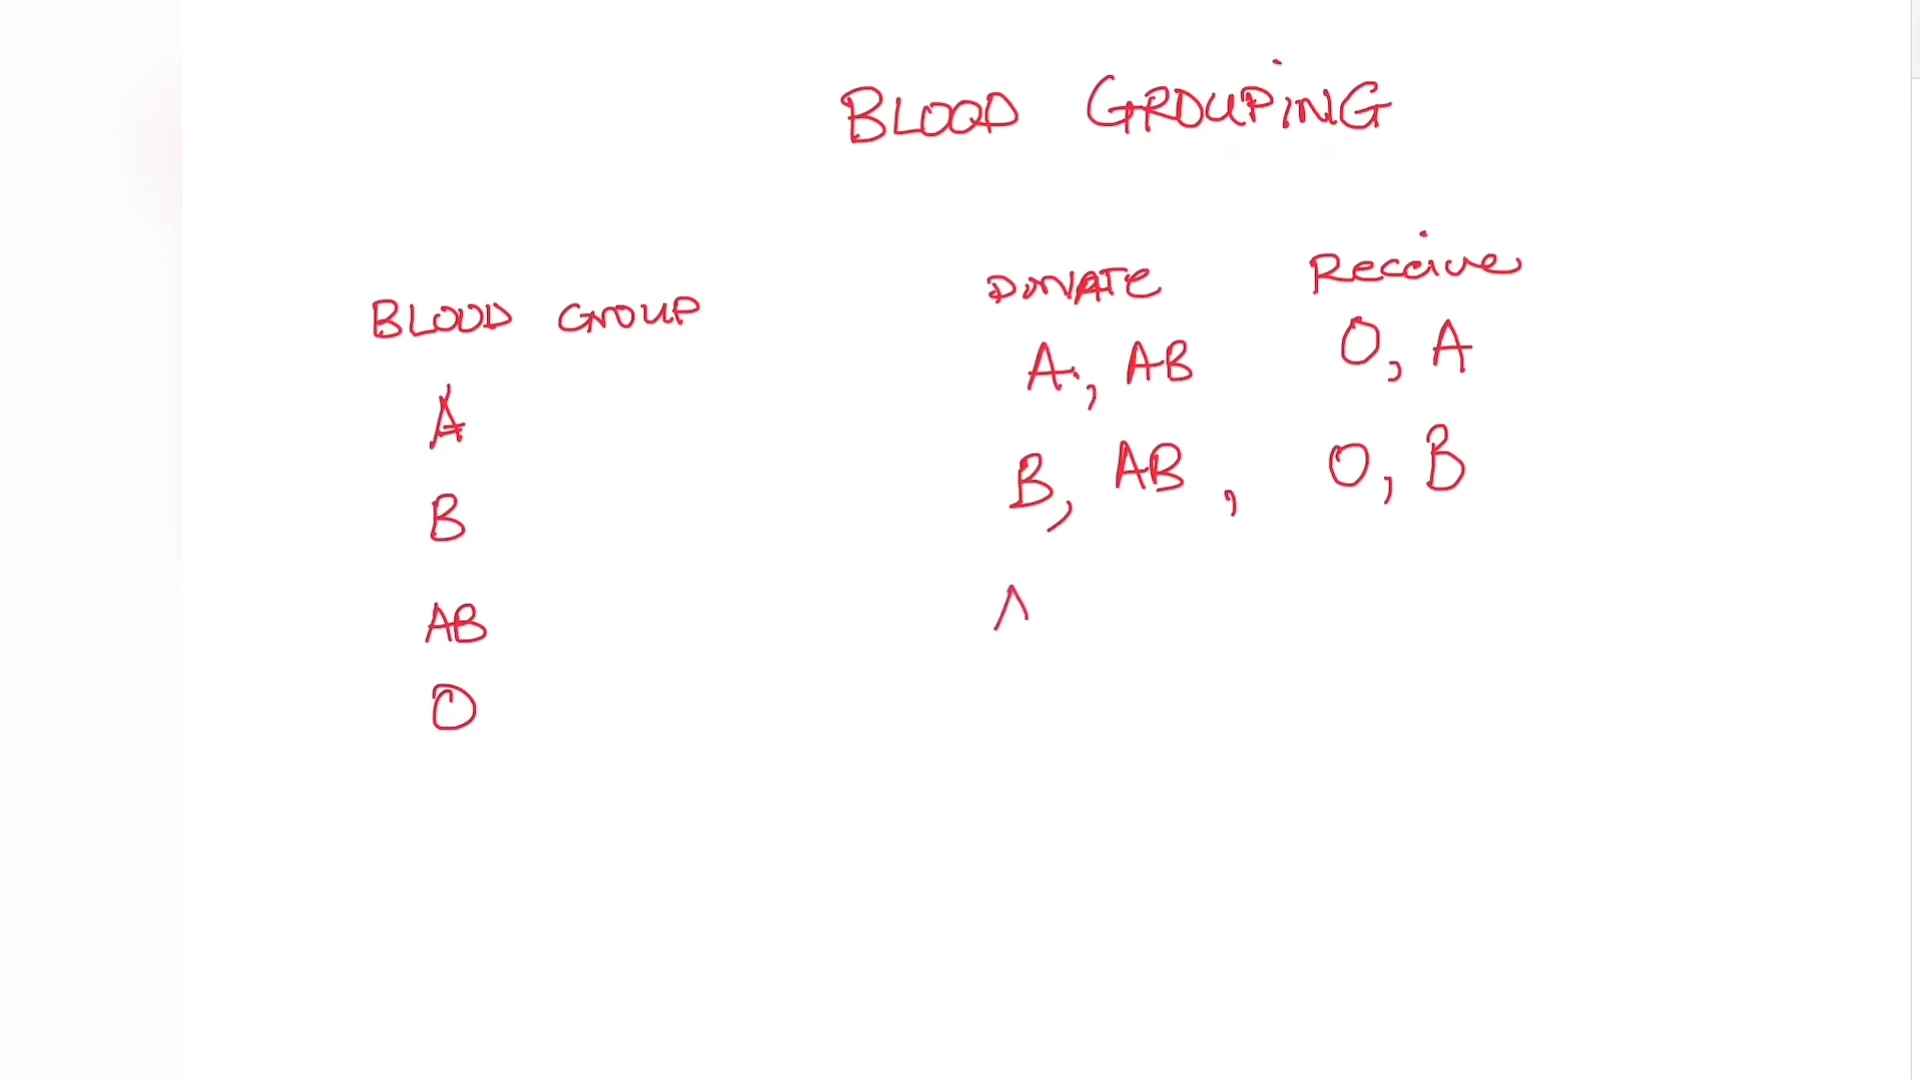 BLOOD GROUPING
BLOOD GROUP DONATE Receive
A A, AB O, A
B B, AB, O, B
AB
O